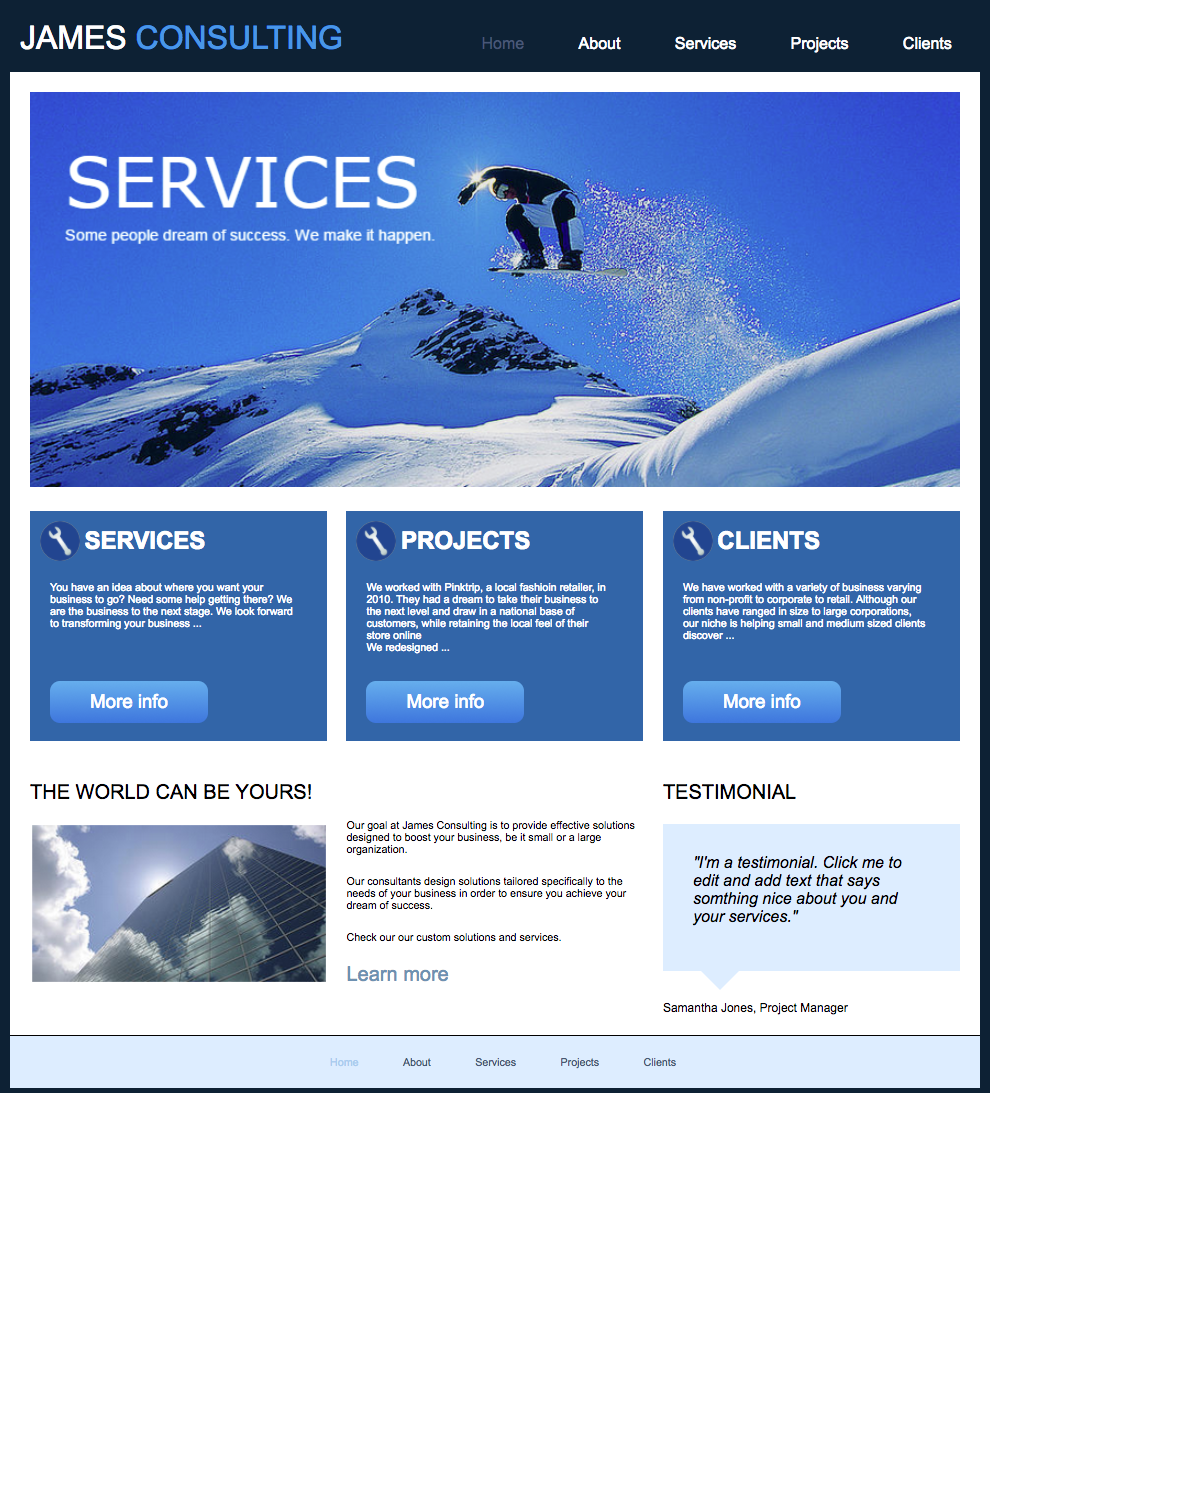 JAMES CONSULTING
Home About Services Projects Clients
SERVICES
Some people dream of success. We make it happen.
SERVICES
You have an idea about where you want your
business to go? Need some help getting there? We
are the business to the next stage. We look forward
to transforming your business ...
More info
PROJECTS
We worked with Pinktrip, a local fashioin retailer, in
2010. They had a dream to take their business to
the next level and draw in a national base of
customers, while retaining the local feel of their
store online
We redesigned ...
More info
CLIENTS
We have worked with a variety of business varying
from non-profit to corporate to retail. Although our
clients have ranged in size to large corporations,
our niche is helping small and medium sized clients
discover ...
More info
THE WORLD CAN BE YOURS!
Our goal at James Consulting is to provide effective solutions
designed to boost your business, be it small or a large
organization.
Our consultants design solutions tailored specifically to the
needs of your business in order to ensure you achieve your
dream of success.
Check our our custom solutions and services.
Learn more
TESTIMONIAL
"I'm a testimonial. Click me to
edit and add text that says
somthing nice about you and
your services."
Samantha Jones, Project Manager
Home About Services Projects Clients